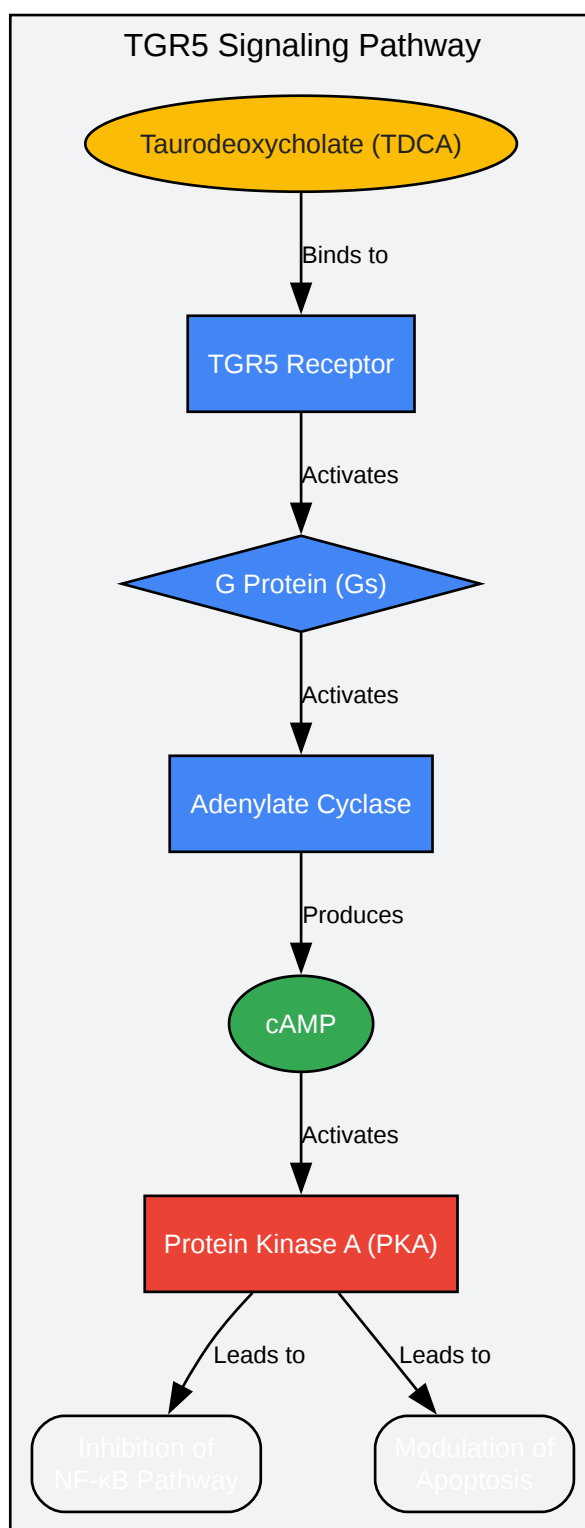 TGR5 Signaling Pathway
Taurodeoxycholate (TDCA)
Binds to
TGR5 Receptor
Activates
G Protein (Gs)
Activates
Adenylate Cyclase
Produces
cAMP
Activates
Protein Kinase A (PKA)
Leads to
Leads to
Inhibition of
NF-κB Pathway
Modulation of
Apoptosis